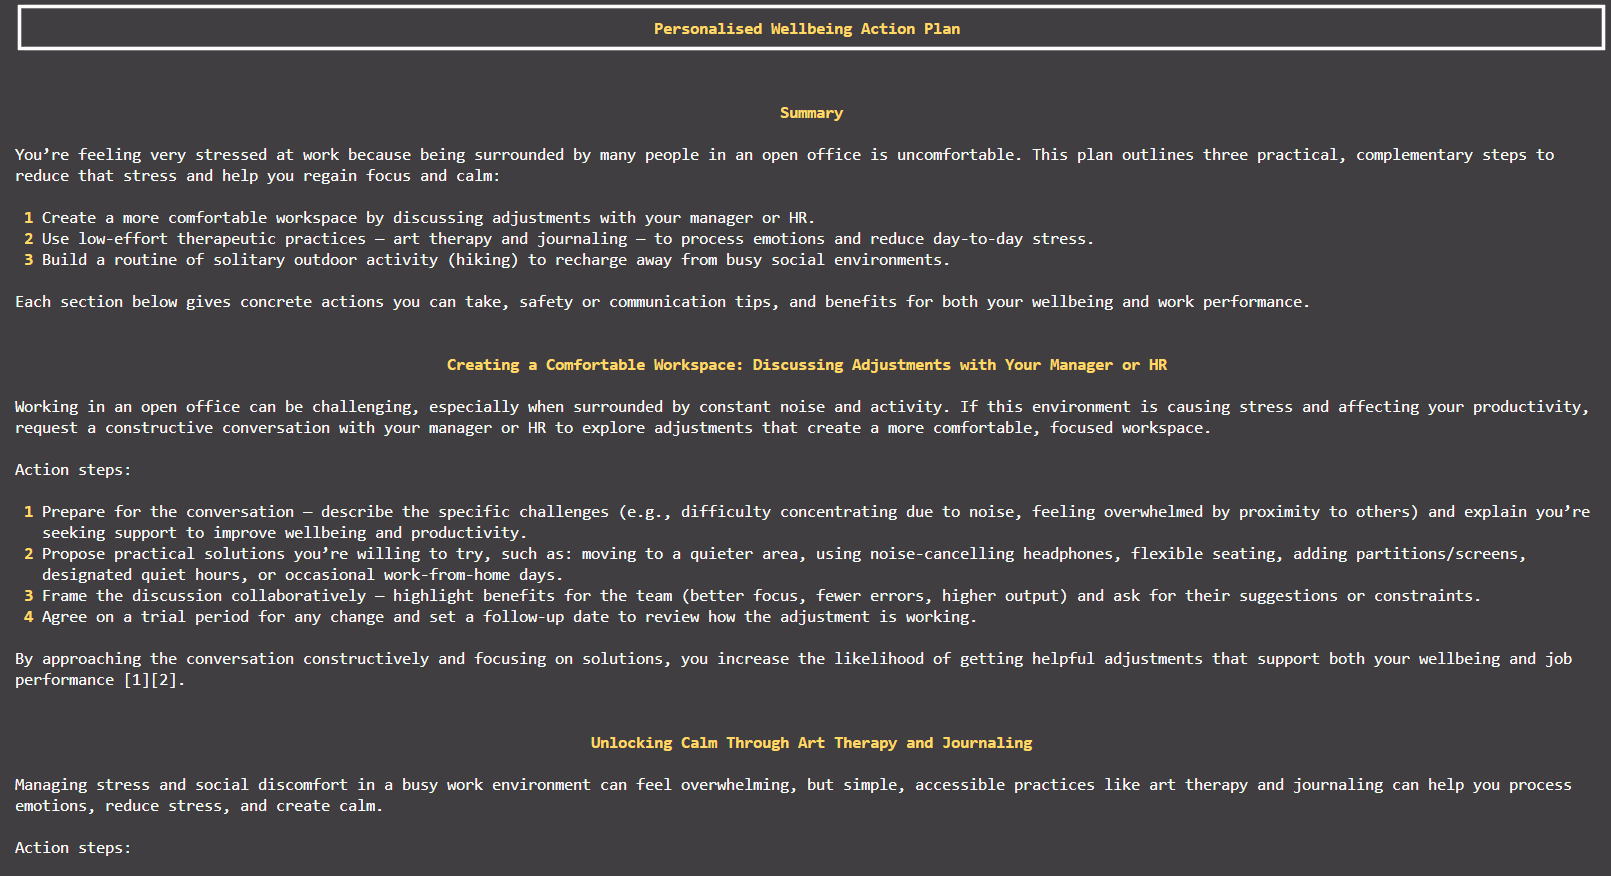 Personalised Wellbeing Action Plan
Summary
You’re feeling very stressed at work because being surrounded by many people in an open office is uncomfortable. This plan outlines three practical, complementary steps to
reduce that stress and help you regain focus and calm:
1 Create a more comfortable workspace by discussing adjustments with your manager or HR.
2 Use low-effort therapeutic practices — art therapy and journaling — to process emotions and reduce day-to-day stress.
3 Build a routine of solitary outdoor activity (hiking) to recharge away from busy social environments.
Each section below gives concrete actions you can take, safety or communication tips, and benefits for both your wellbeing and work performance.
Creating a Comfortable Workspace: Discussing Adjustments with Your Manager or HR
Working in an open office can be challenging, especially when surrounded by constant noise and activity. If this environment is causing stress and affecting your productivity,
request a constructive conversation with your manager or HR to explore adjustments that create a more comfortable, focused workspace.
Action steps:
1 Prepare for the conversation — describe the specific challenges (e.g., difficulty concentrating due to noise, feeling overwhelmed by proximity to others) and explain you’re
seeking support to improve wellbeing and productivity.
2 Propose practical solutions you’re willing to try, such as: moving to a quieter area, using noise-cancelling headphones, flexible seating, adding partitions/screens,
designated quiet hours, or occasional work-from-home days.
3 Frame the discussion collaboratively — highlight benefits for the team (better focus, fewer errors, higher output) and ask for their suggestions or constraints.
4 Agree on a trial period for any change and set a follow-up date to review how the adjustment is working.
By approaching the conversation constructively and focusing on solutions, you increase the likelihood of getting helpful adjustments that support both your wellbeing and job
performance [1][2].
Unlocking Calm Through Art Therapy and Journaling
Managing stress and social discomfort in a busy work environment can feel overwhelming, but simple, accessible practices like art therapy and journaling can help you process
emotions, reduce stress, and create calm.
Action steps: